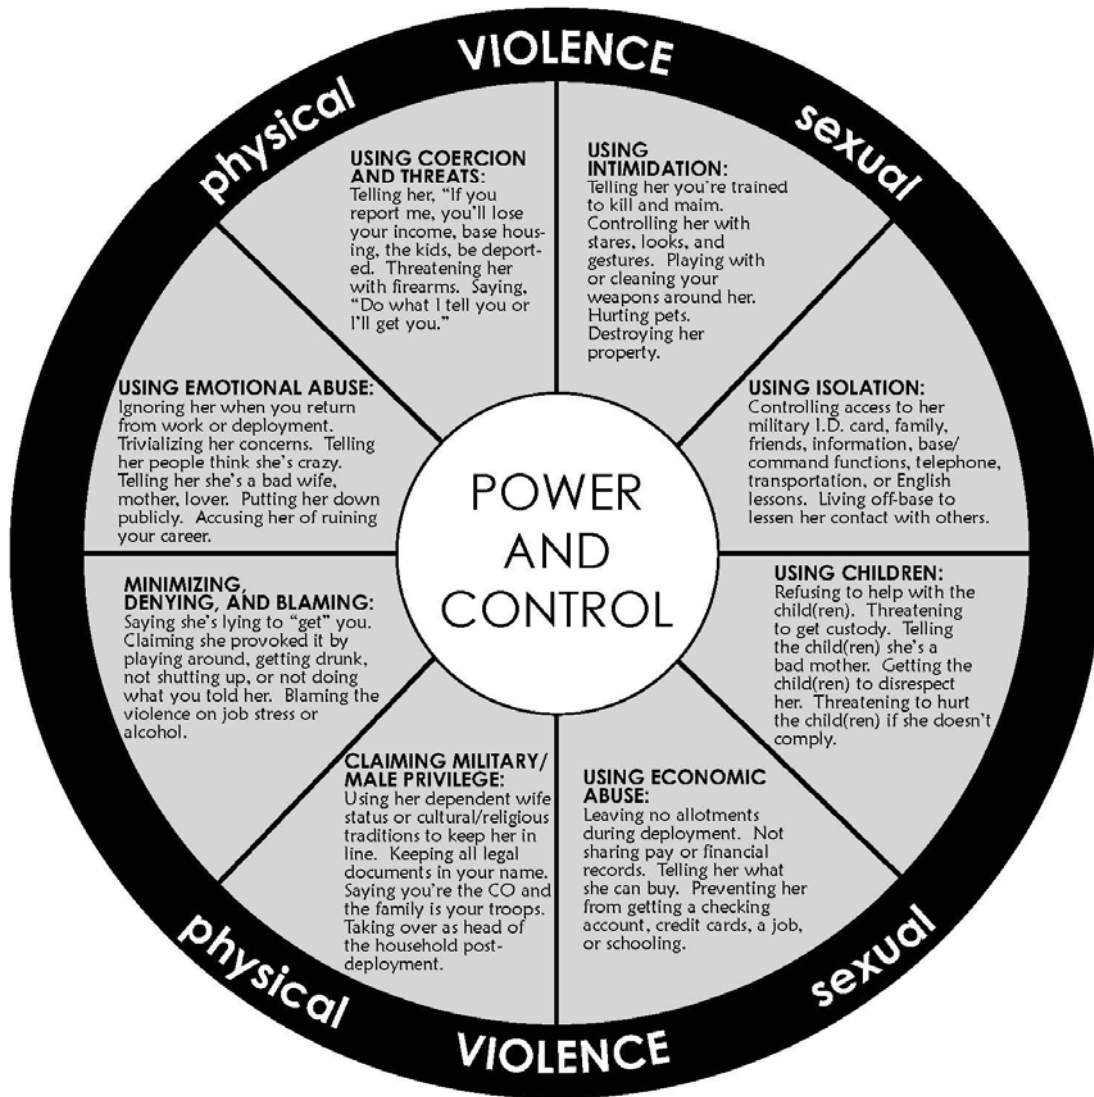 VIOLENCE
physical
sexual
USING COERCION
AND THREATS:
Telling her, “If you
report me, you’ll lose
your income, base hous-
ing, the kids, be deport-
ed.  Threatening her
with firearms.  Saying,
“Do what I tell you or
I’ll get you.”
USING
INTIMIDATION:
Telling her you’re trained
to kill and maim.
Controlling her with
stares, looks, and
gestures.  Playing with
or cleaning your
weapons around her.
Hurting pets.
Destroying her
property.
USING EMOTIONAL ABUSE:
Ignoring her when you return
from work or deployment.
Trivializing her concerns.  Telling
her people think she’s crazy.
Telling her she’s a bad wife,
mother, lover.  Putting her down
publicly.  Accusing her of ruining
your career.
USING ISOLATION:
Controlling access to her
military I.D. card, family,
friends, information, base/
command functions, telephone,
transportation, or English
lessons.  Living off-base to
lessen her contact with others.
POWER
AND
CONTROL
MINIMIZING,
DENYING, AND BLAMING:
Saying she’s lying to “get” you.
Claiming she provoked it by
playing around, getting drunk,
not shutting up, or not doing
what you told her.  Blaming the
violence on job stress or
alcohol.
USING CHILDREN:
Refusing to help with the
child(ren).  Threatening
to get custody.  Telling
the child(ren) she’s a
bad mother.  Getting the
child(ren) to disrespect
her.  Threatening to hurt
the child(ren) if she doesn’t
comply.
CLAIMING MILITARY/
MALE PRIVILEGE:
Using her dependent wife
status or cultural/religious
traditions to keep her in
line.  Keeping all legal
documents in your name.
Saying you’re the CO and
the family is your troops.
Taking over as head of
the household post-
deployment.
USING ECONOMIC
ABUSE:
Leaving no allotments
during deployment.  Not
sharing pay or financial
records.  Telling her what
she can buy.  Preventing her
from getting a checking
account, credit cards, a job,
or schooling.
physical
sexual
VIOLENCE